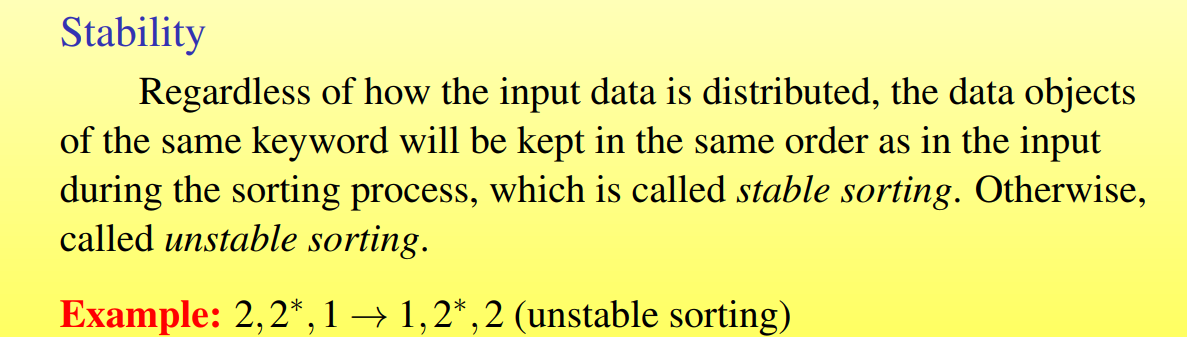 Stability
Regardless of how the input data is distributed, the data objects
of the same keyword will be kept in the same order as in the input
during the sorting process, which is called stable sorting. Otherwise,
called unstable sorting.
Example: 2, 2*, 1 → 1, 2*, 2 (unstable sorting)